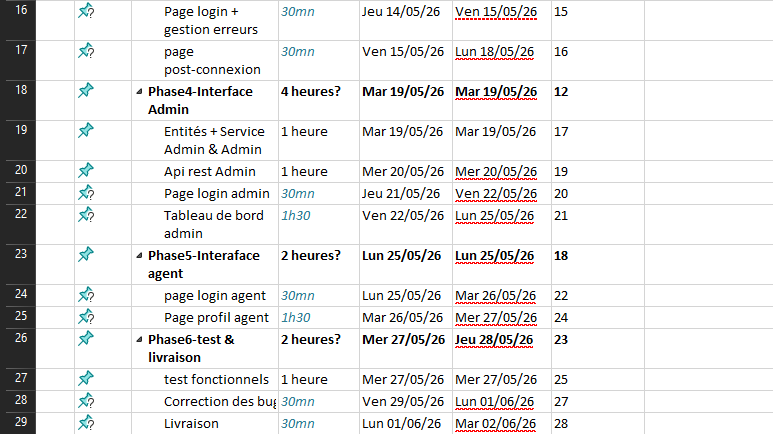 16 Page login + 30mn Jeu 14/05/26 Ven 15/05/26 15
gestion erreurs
17 page 30mn Ven 15/05/26 Lun 18/05/26 16
post-connexion
18 Phase4-Interface 4 heures? Mar 19/05/26 Mar 19/05/26 12
Admin
19 Entités + Service 1 heure Mar 19/05/26 Mar 19/05/26 17
Admin & Admin
20 Api rest Admin 1 heure Mer 20/05/26 Mer 20/05/26 19
21 Page login admin 30mn Jeu 21/05/26 Ven 22/05/26 20
22 Tableau de bord 1h30 Ven 22/05/26 Lun 25/05/26 21
admin
23 Phase5-Interaface 2 heures? Lun 25/05/26 Lun 25/05/26 18
agent
24 page login agent 30mn Lun 25/05/26 Mar 26/05/26 22
25 Page profil agent 1h30 Mar 26/05/26 Mer 27/05/26 24
26 Phase6-test & 2 heures? Mer 27/05/26 Jeu 28/05/26 23
livraison
27 test fonctionnels 1 heure Mer 27/05/26 Mer 27/05/26 25
28 Correction des bug 30mn Ven 29/05/26 Lun 01/06/26 27
29 Livraison 30mn Lun 01/06/26 Mar 02/06/26 28